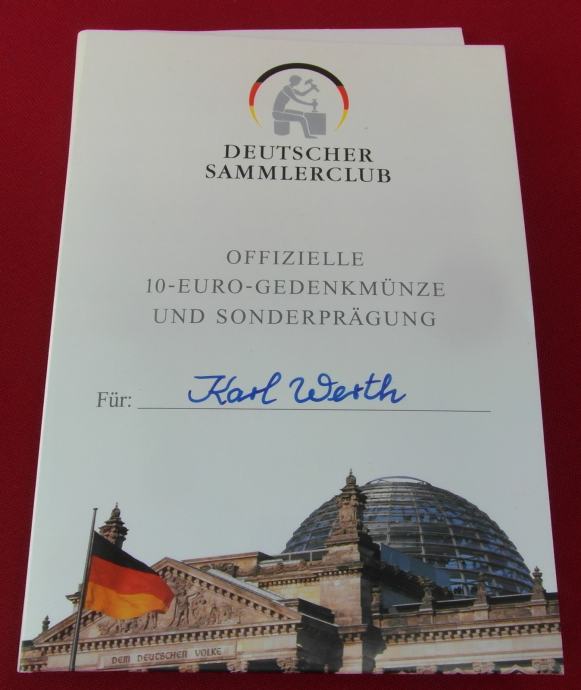 DEUTSCHER
SAMMLERCLUB
OFFIZIELLE
10-EURO-GEDENKMÜNZE
UND SONDERPRÄGUNG
Für: Karl Werth
DEM DEUTSCHEN VOLKE